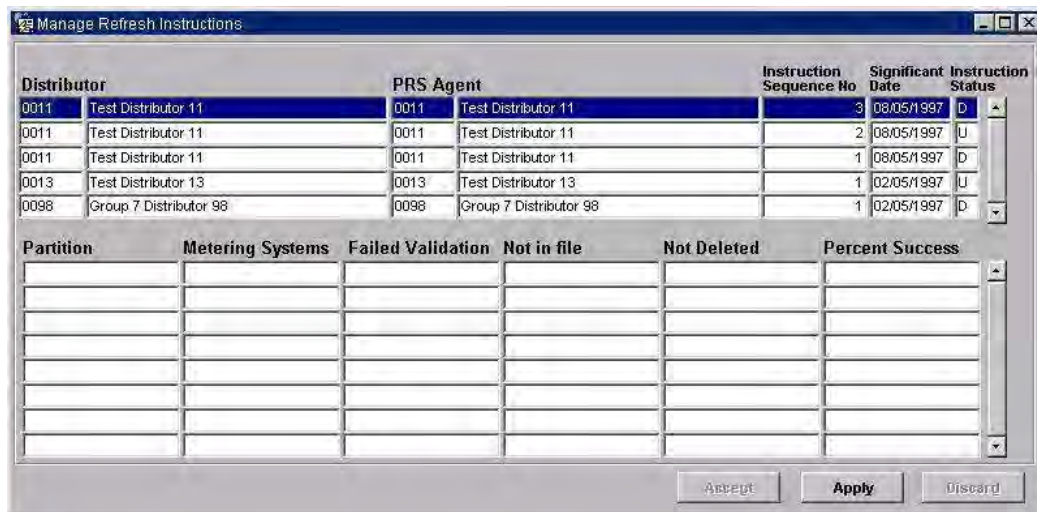 Manage Refresh Instructions
Distributor PRS Agent Instruction Sequence No Significant Date Instruction Status
0011 Test Distributor 11 0011 Test Distributor 11 3 08/05/1997 D
0011 Test Distributor 11 0011 Test Distributor 11 2 08/05/1997 U
0011 Test Distributor 11 0011 Test Distributor 11 1 08/05/1997 D
0013 Test Distributor 13 0013 Test Distributor 13 1 02/05/1997 U
0098 Group 7 Distributor 98 0098 Group 7 Distributor 98 1 02/05/1997 D
Partition Metering Systems Failed Validation Not in file Not Deleted Percent Success
Accept Apply Discard